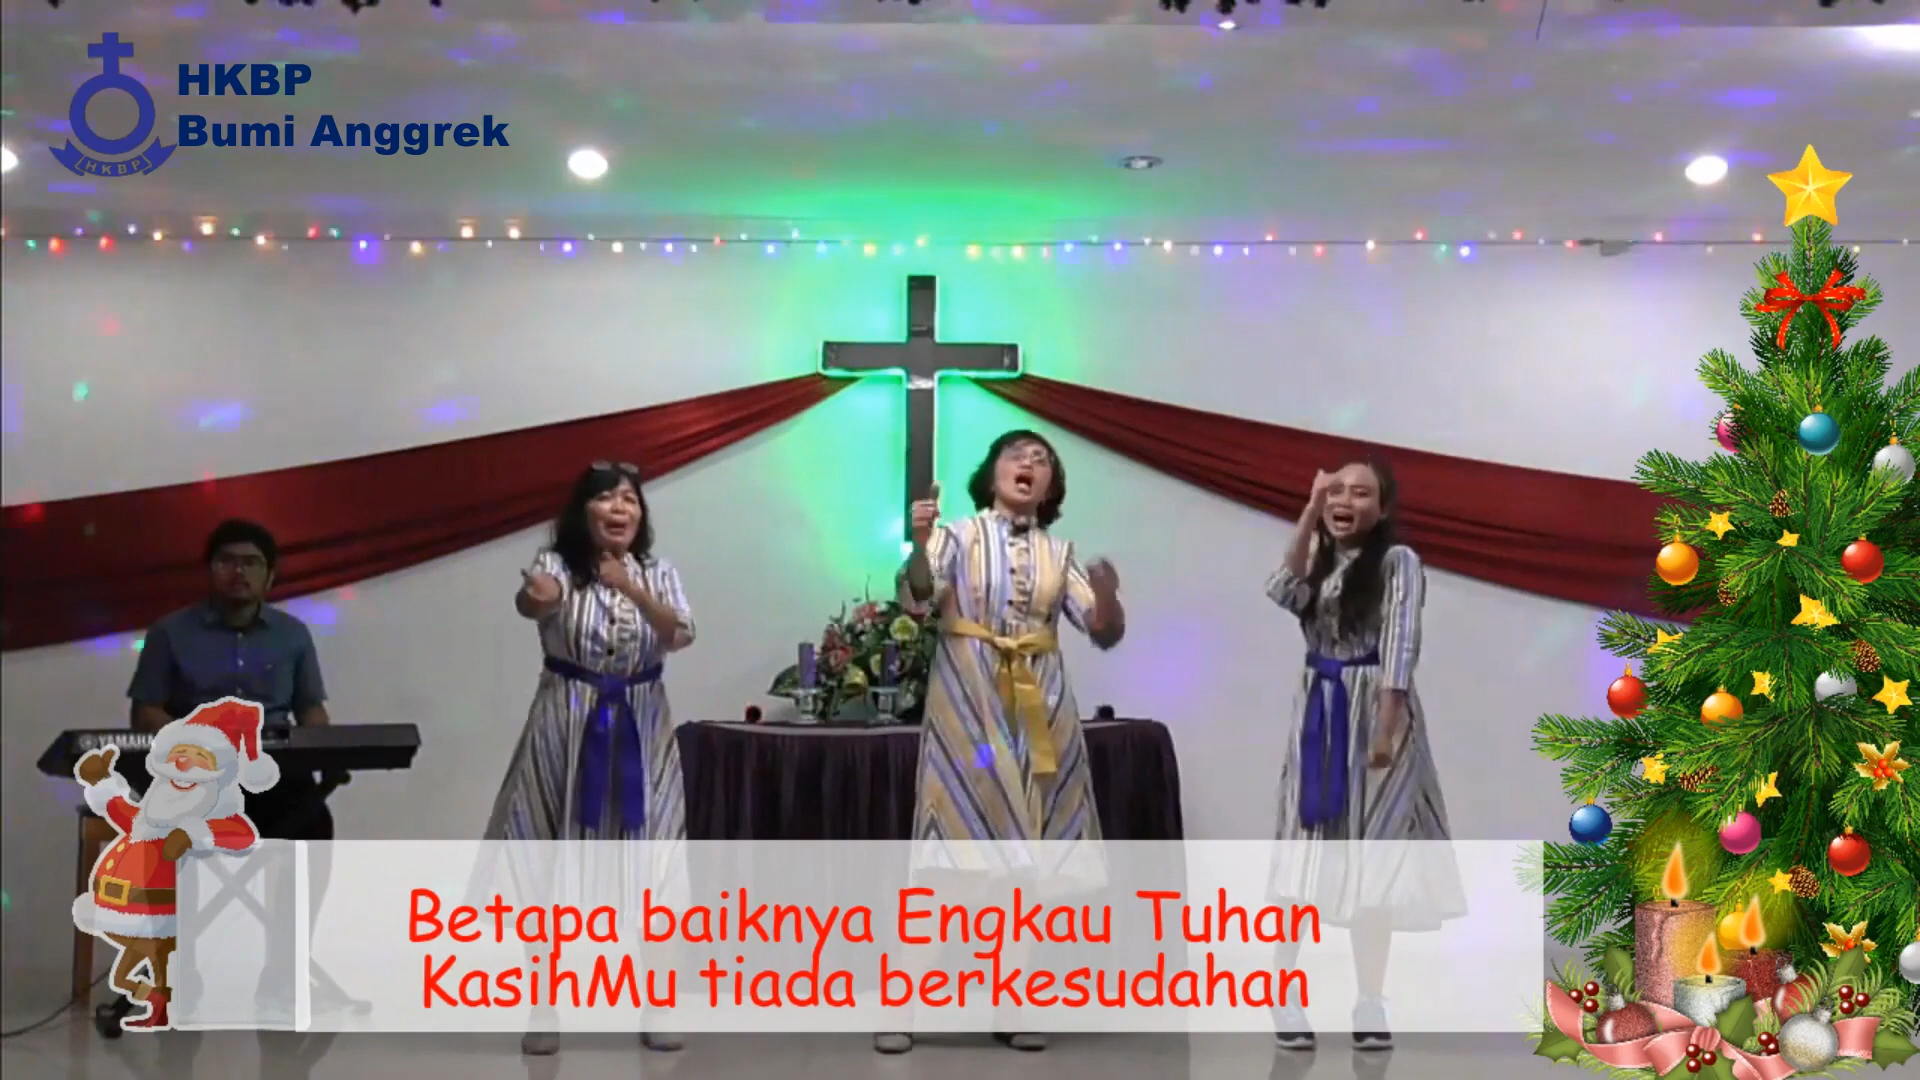 HKBP
Bumi Anggrek
HKBP
YAMAHA
Betapa baiknya Engkau Tuhan
KasihMu tiada berkesudahan